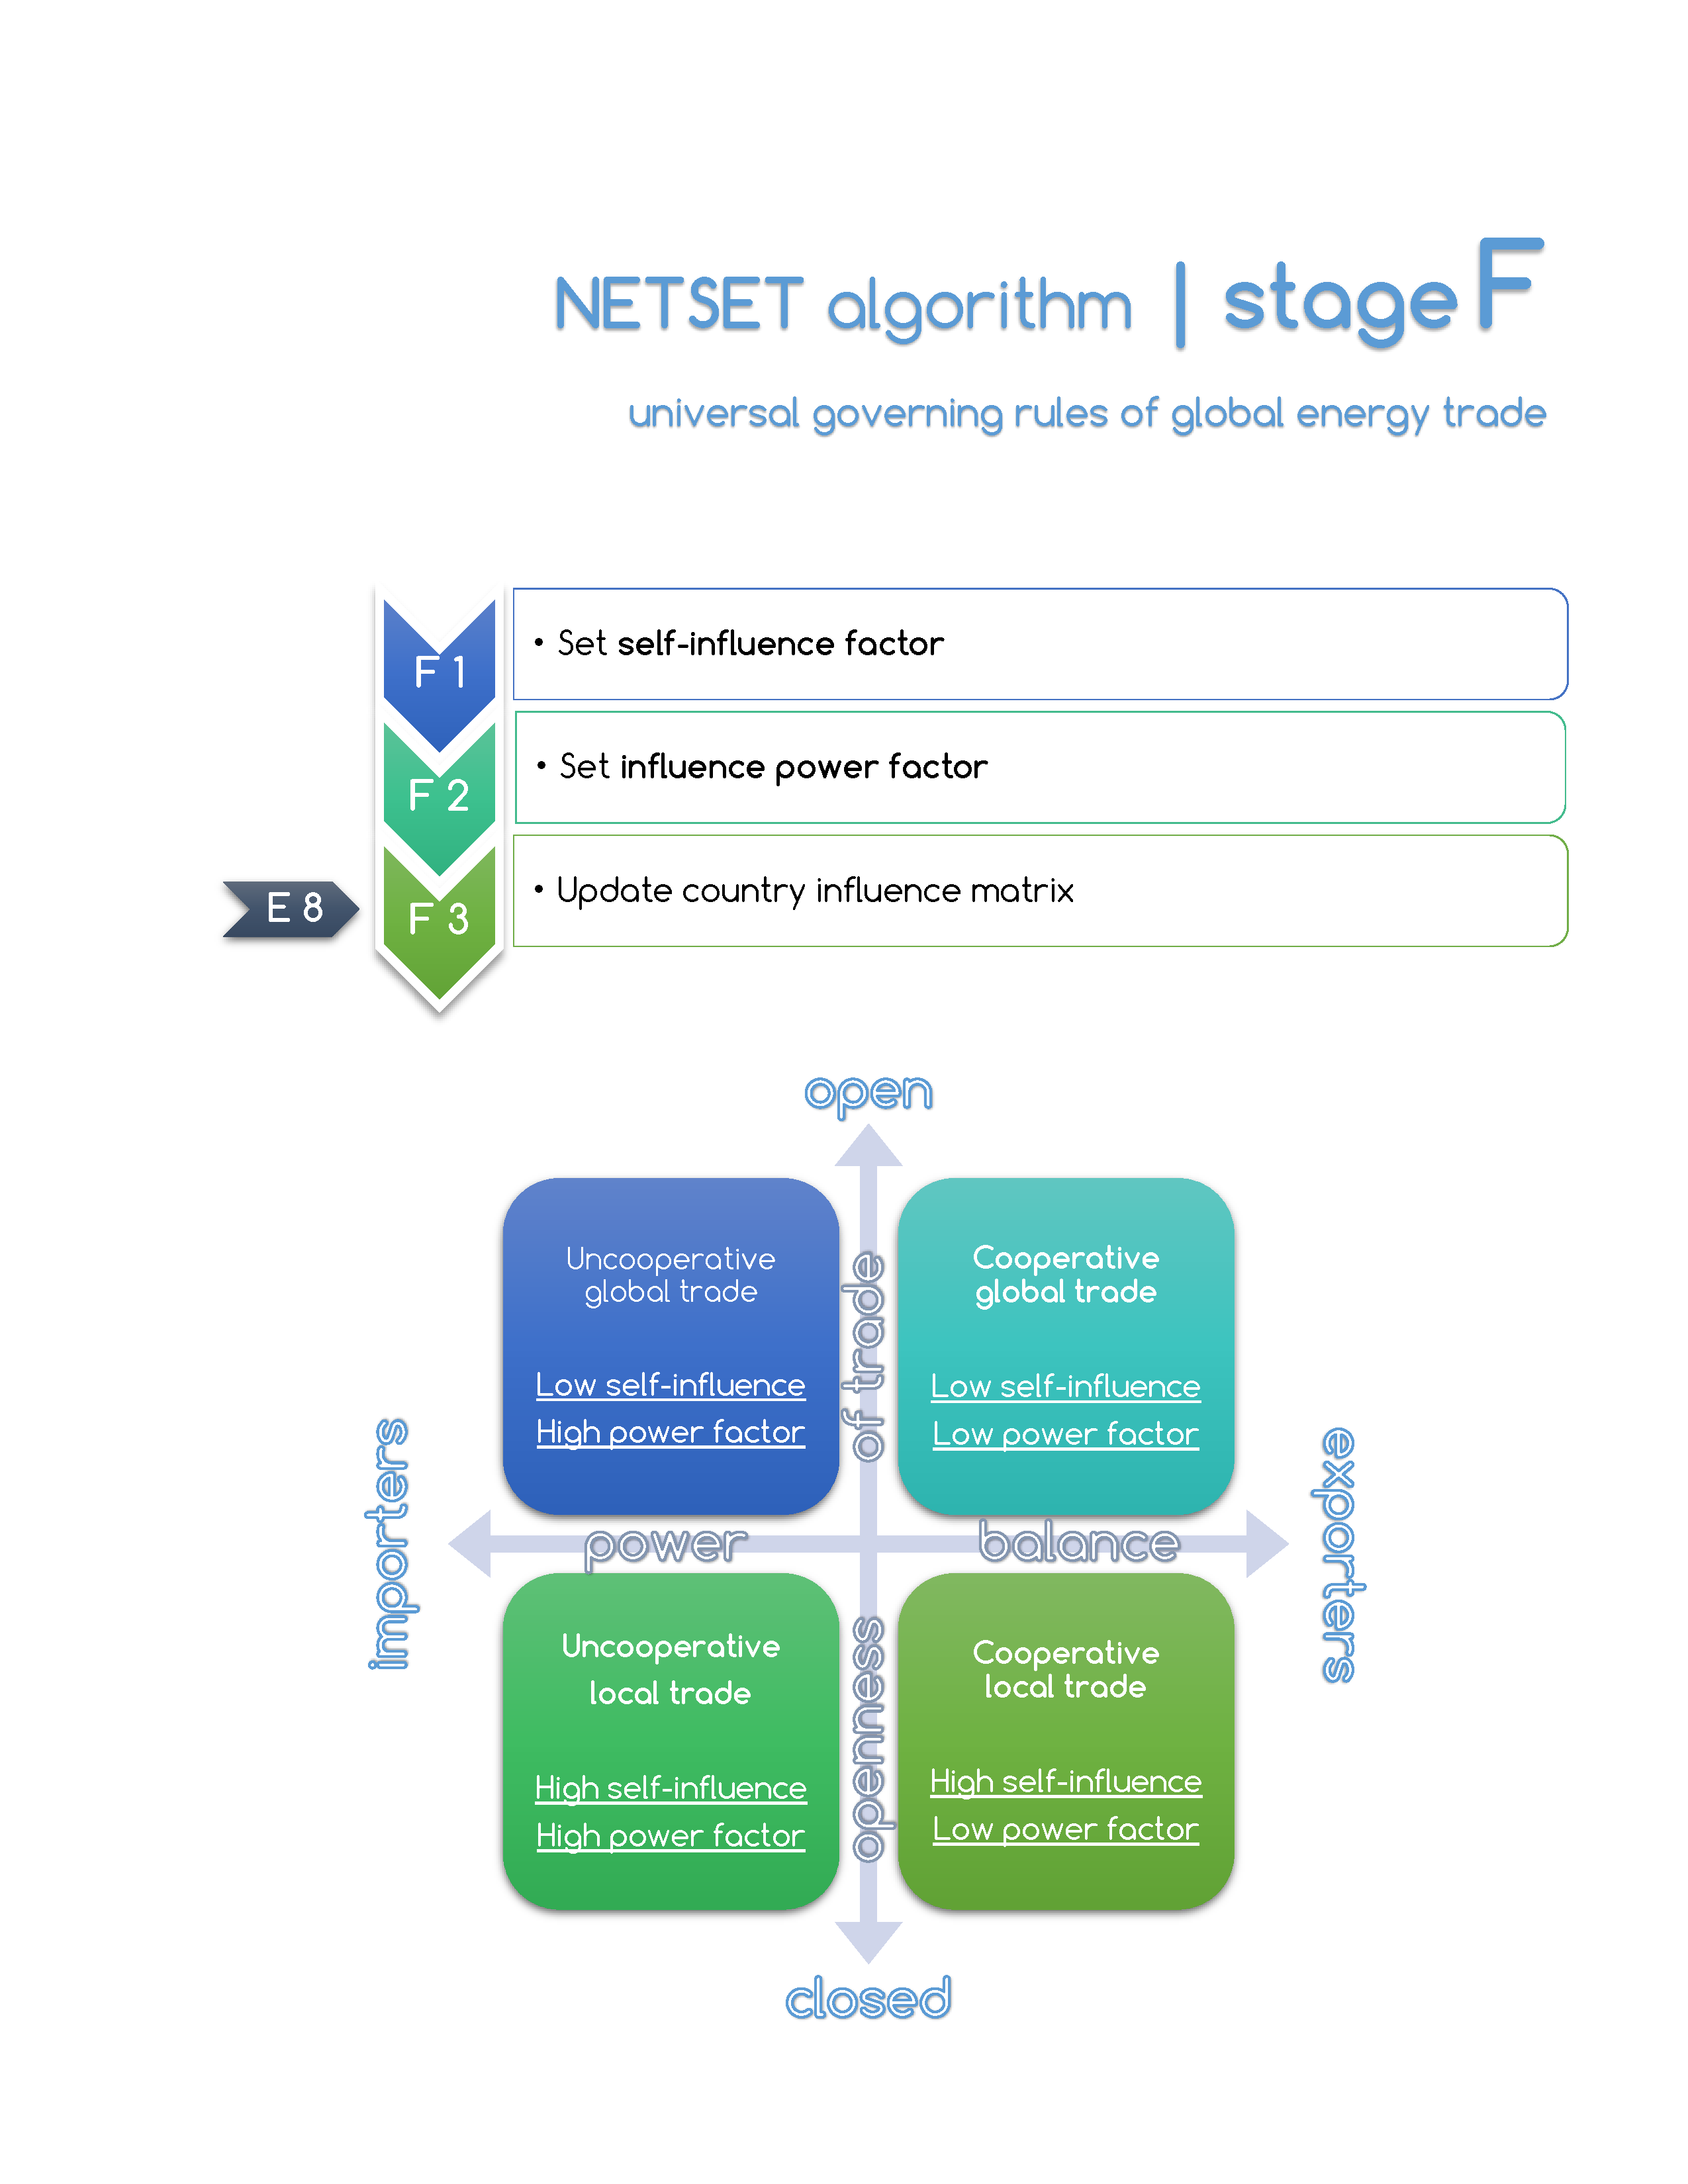 NETSET algorithm | stage F
universal governing rules of global energy trade
F 1
• Set self-influence factor
F 2
• Set influence power factor
E 8
F 3
• Update country influence matrix
open
Uncooperative
global trade
Low self-influence
High power factor
of trade
Cooperative
global trade
Low self-influence
Low power factor
importers
power
balance
exporters
Uncooperative
local trade
High self-influence
High power factor
openness
Cooperative
local trade
High self-influence
Low power factor
closed